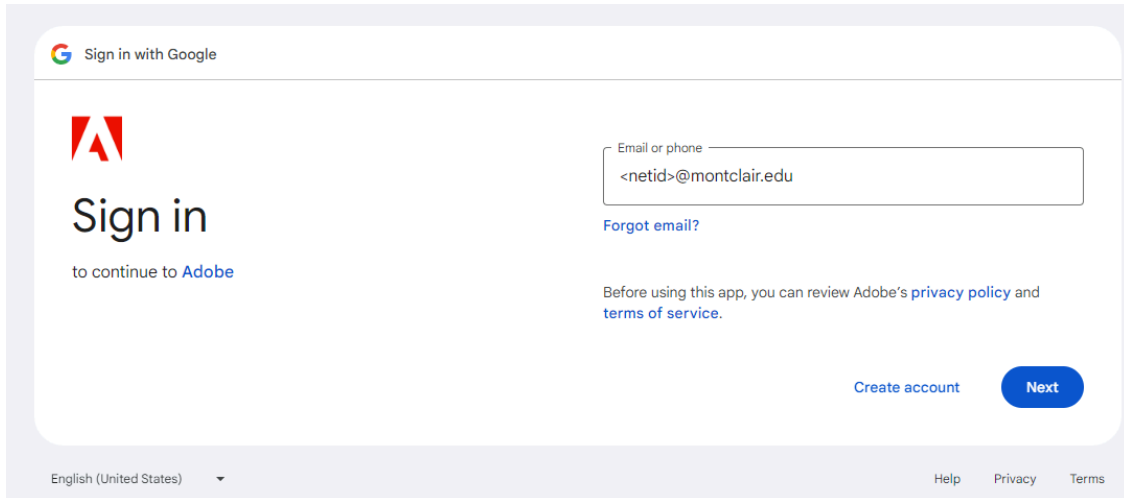 Sign in with Google
Sign in
to continue to Adobe
Email or phone
<netid>@montclair.edu
Forgot email?
Before using this app, you can review Adobe's privacy policy and
terms of service.
Create account
Next
English (United States)
Help
Privacy
Terms